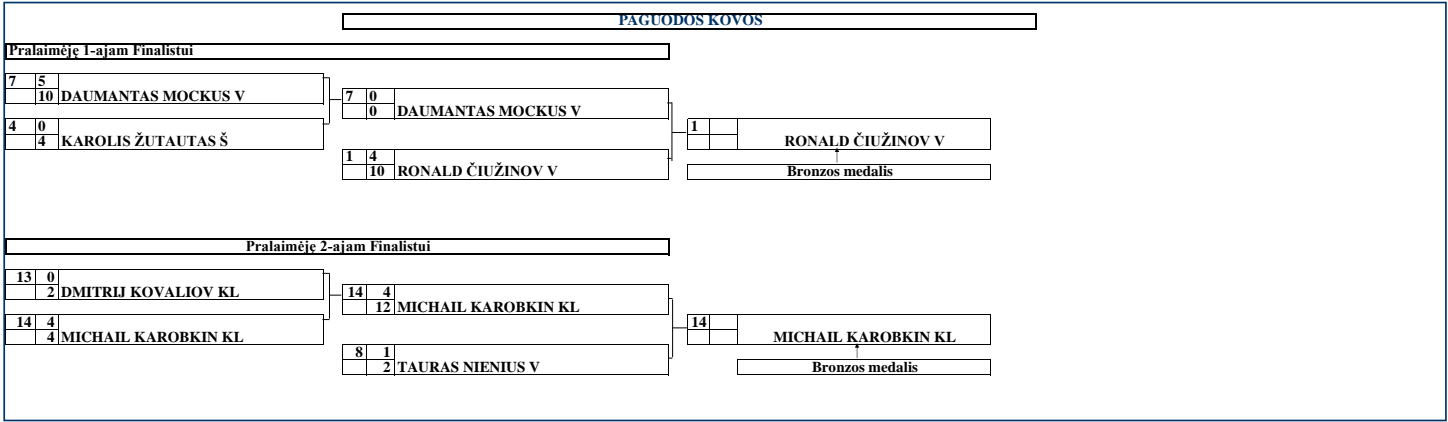 PAGUODOS KOVOS
Pralaimėję 1-ajam Finalistui
7 5
10 DAUMANTAS MOCKUS V
7 0
0 DAUMANTAS MOCKUS V
4 0
4 KAROLIS ŽUTAUTAS Š
1
RONALD ČIUŽINOV V
1 4
10 RONALD ČIUŽINOV V
Bronzos medalis
Pralaimėję 2-ajam Finalistui
13 0
2 DMITRIJ KOVALIOV KL
14 4
12 MICHAIL KAROBKIN KL
14 4
4 MICHAIL KAROBKIN KL
14
MICHAIL KAROBKIN KL
8 1
2 TAURAS NIENIUS V
Bronzos medalis